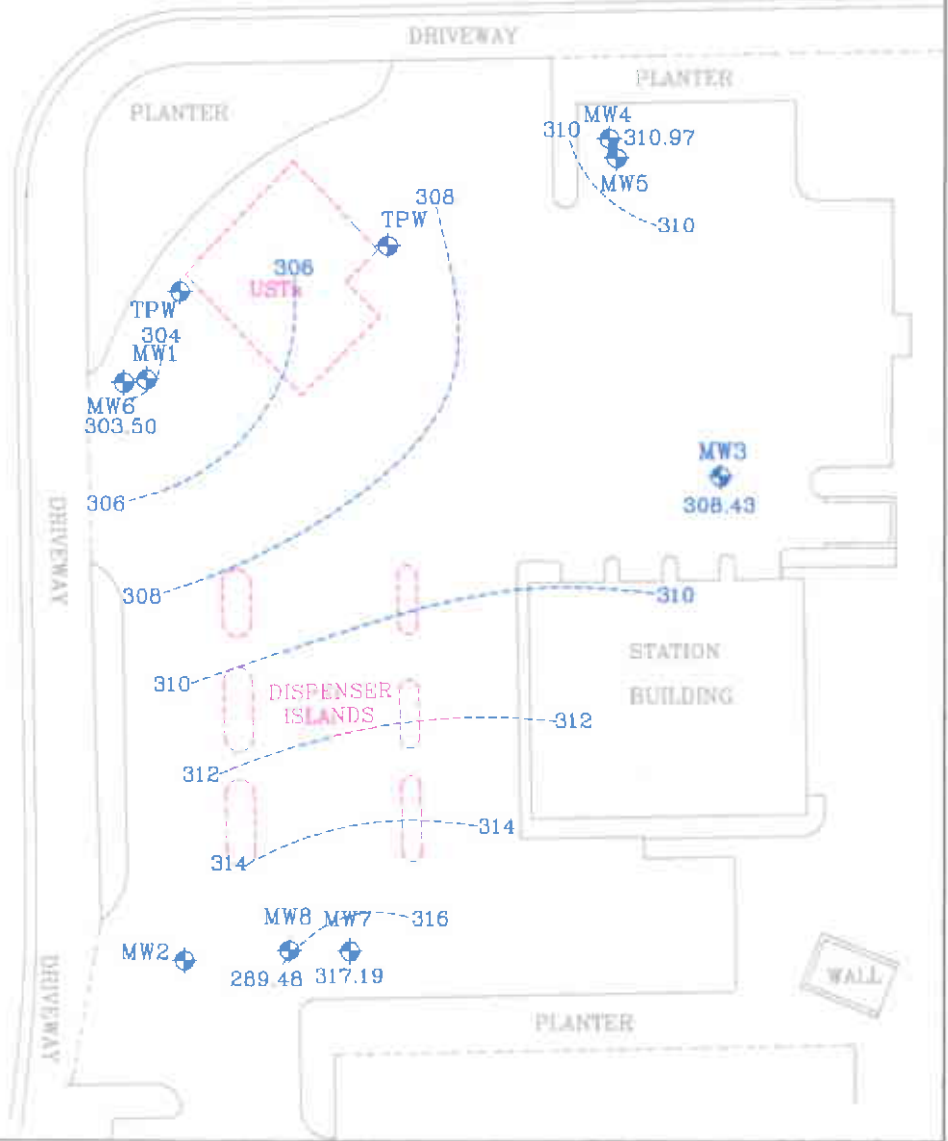 DRIVEWAY
PLANTER
PLANTER
MW4
310
310.97
MW5
308
310
TPW
306
USTs
TPW
304
MW1
MW6
303.50
MW3
308.43
306
DRIVEWAY
308
310
STATION
BUILDING
310
DISPENSER
ISLANDS
312
312
314
314
MW8
MW7
316
MW2
289.48
317.19
WALL
DRIVEWAY
PLANTER